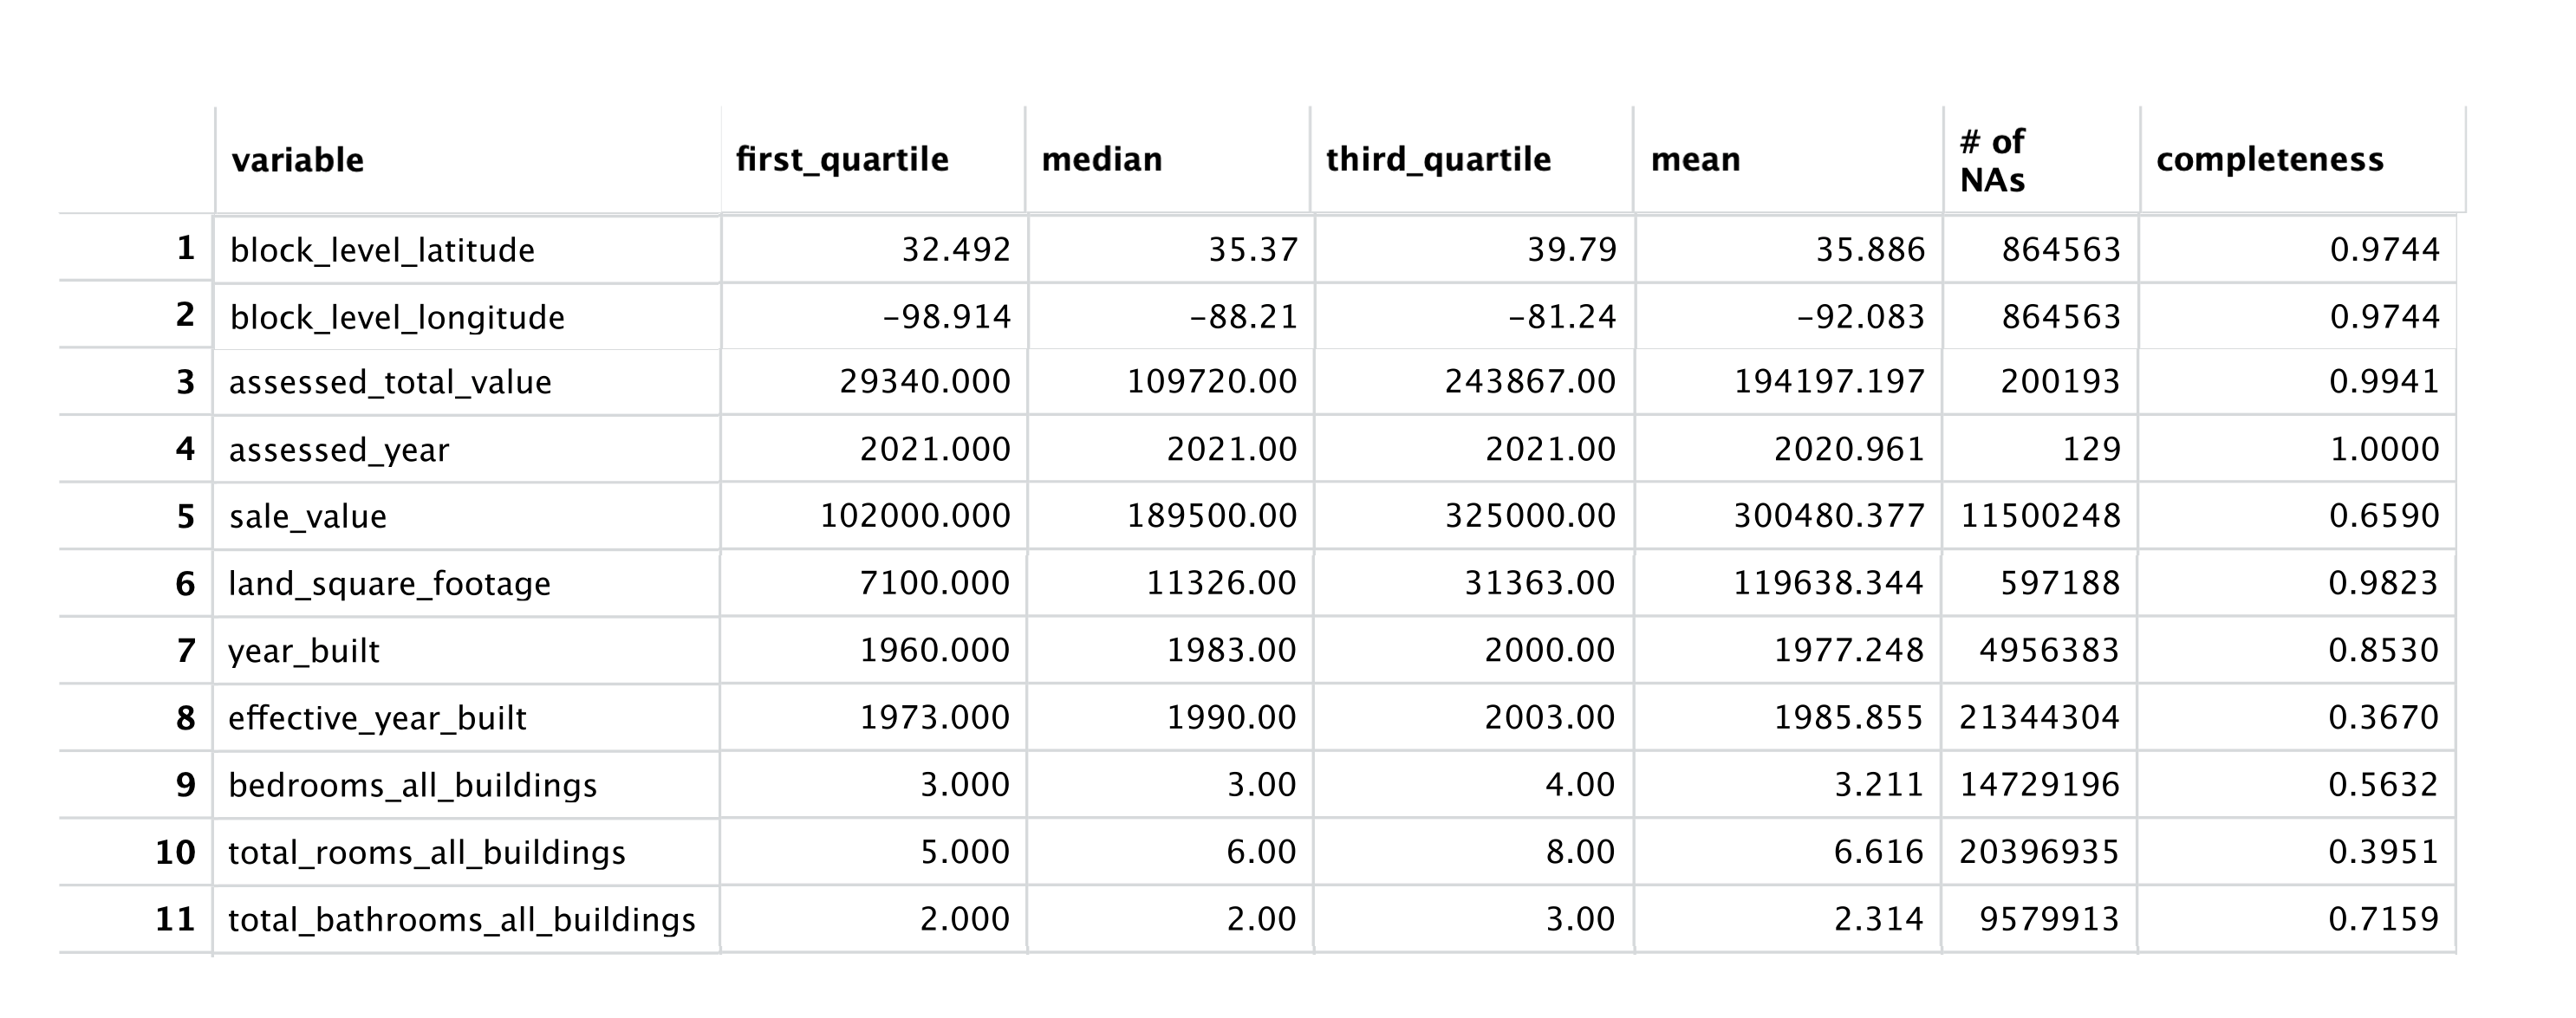 variable first_quartile median third_quartile mean # of NAs completeness
1 block_level_latitude 32.492 35.37 39.79 35.886 864563 0.9744
2 block_level_longitude -98.914 -88.21 -81.24 -92.083 864563 0.9744
3 assessed_total_value 29340.000 109720.00 243867.00 194197.197 200193 0.9941
4 assessed_year 2021.000 2021.00 2021.00 2020.961 129 1.0000
5 sale_value 102000.000 189500.00 325000.00 300480.377 11500248 0.6590
6 land_square_footage 7100.000 11326.00 31363.00 119638.344 597188 0.9823
7 year_built 1960.000 1983.00 2000.00 1977.248 4956383 0.8530
8 effective_year_built 1973.000 1990.00 2003.00 1985.855 21344304 0.3670
9 bedrooms_all_buildings 3.000 3.00 4.00 3.211 14729196 0.5632
10 total_rooms_all_buildings 5.000 6.00 8.00 6.616 20396935 0.3951
11 total_bathrooms_all_buildings 2.000 2.00 3.00 2.314 9579913 0.7159